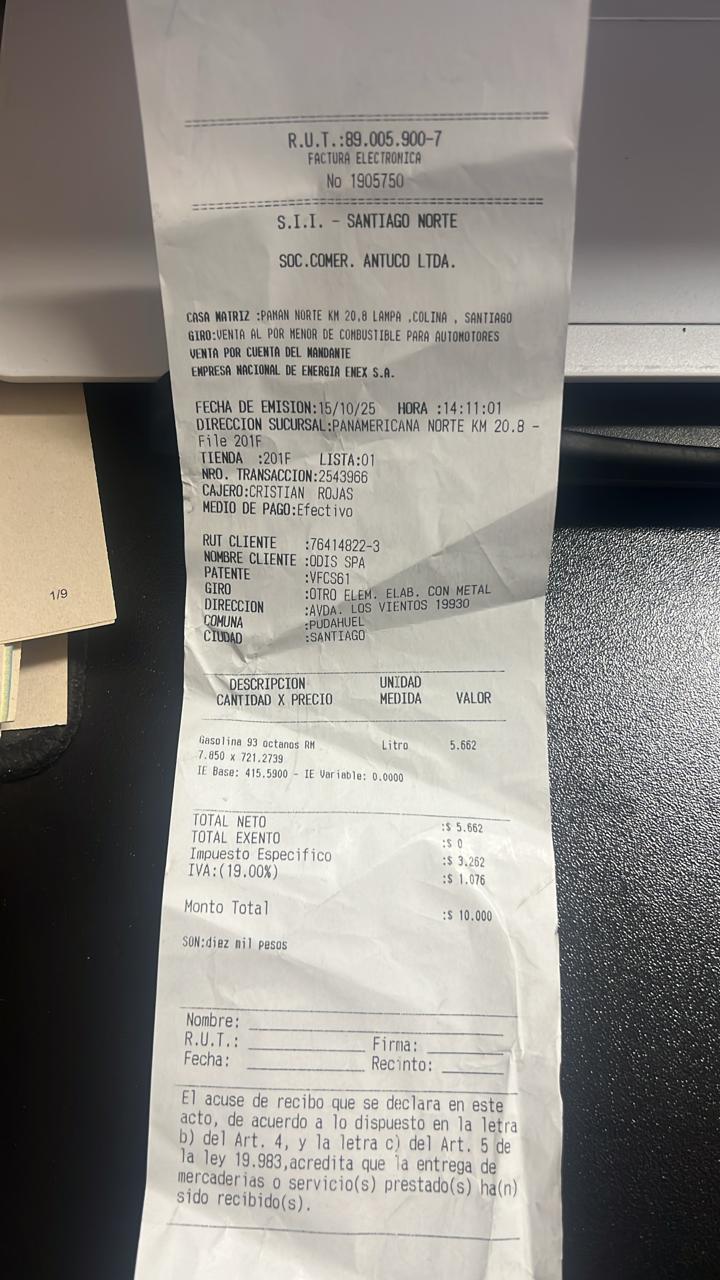 R.U.T.:89.005.900-7
FACTURA ELECTRONICA
No 1905750
S.I.I. - SANTIAGO NORTE
SOC.COMER. ANTUCO LTDA.
CASA MATRIZ :PAMAN NORTE KM 20,8 LAMPA ,COLINA , SANTIAGO
GIRO:VENTA AL POR MENOR DE COMBUSTIBLE PARA AUTOMOTORES
VENTA POR CUENTA DEL MANDANTE
EMPRESA NACIONAL DE ENERGIA ENEX S.A.
FECHA DE EMISION:15/10/25 HORA :14:11:01
DIRECCION SUCURSAL:PANAMERICANA NORTE KM 20.8 -
File 201F
TIENDA :201F LISTA:01
NRO. TRANSACCION:2543966
CAJERO:CRISTIAN ROJAS
MEDIO DE PAGO:Efectivo
RUT CLIENTE :76414822-3
NOMBRE CLIENTE :ODIS SPA
PATENTE :VFCS61
GIRO :OTRO ELEM. ELAB. CON METAL
DIRECCION :AVDA. LOS VIENTOS 19930
COMUNA :PUDAHUEL
CIUDAD :SANTIAGO
DESCRIPCION UNIDAD
CANTIDAD X PRECIO MEDIDA VALOR
Gasolina 93 octanos RM Litro 5.662
7.850 x 721.2739
IE Base: 415.5900 - IE Variable: 0.0000
TOTAL NETO :$ 5.662
TOTAL EXENTO :$ 0
Impuesto Especifico :$ 3.262
IVA:(19.00%) :$ 1.076
Monto Total :$ 10.000
SON:diez mil pesos
Nombre:
R.U.T.: Firma:
Fecha: Recinto:
El acuse de recibo que se declara en este
acto, de acuerdo a lo dispuesto en la letra
b) del Art. 4, y la letra c) del Art. 5 de
la ley 19.983,acredita que la entrega de
mercaderias o servicio(s) prestado(s) ha(n)
sido recibido(s).
1/9